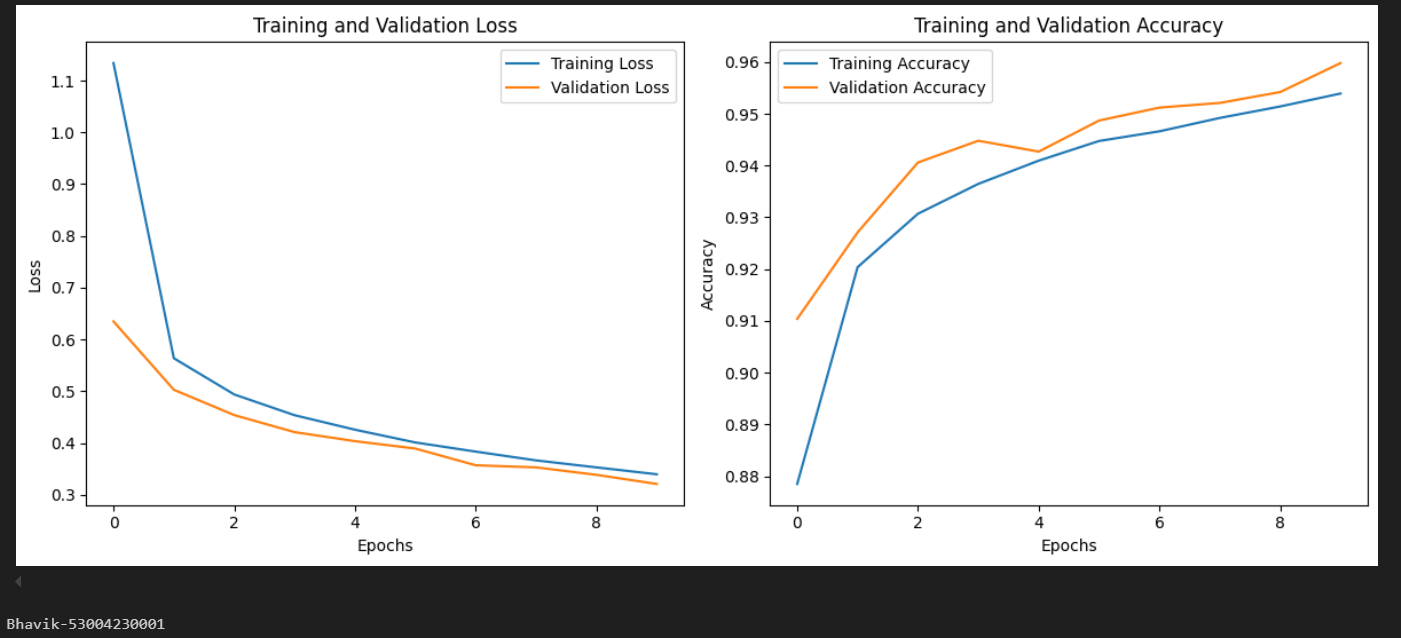 Training and Validation Loss
Training Loss
Validation Loss
1.1
1.0
0.9
0.8
0.7
0.6
0.5
0.4
0.3
Loss
0 2 4 6 8
Epochs
Training and Validation Accuracy
Training Accuracy
Validation Accuracy
0.96
0.95
0.94
0.93
0.92
0.91
0.90
0.89
0.88
Accuracy
0 2 4 6 8
Epochs
Bhavik-53004230001